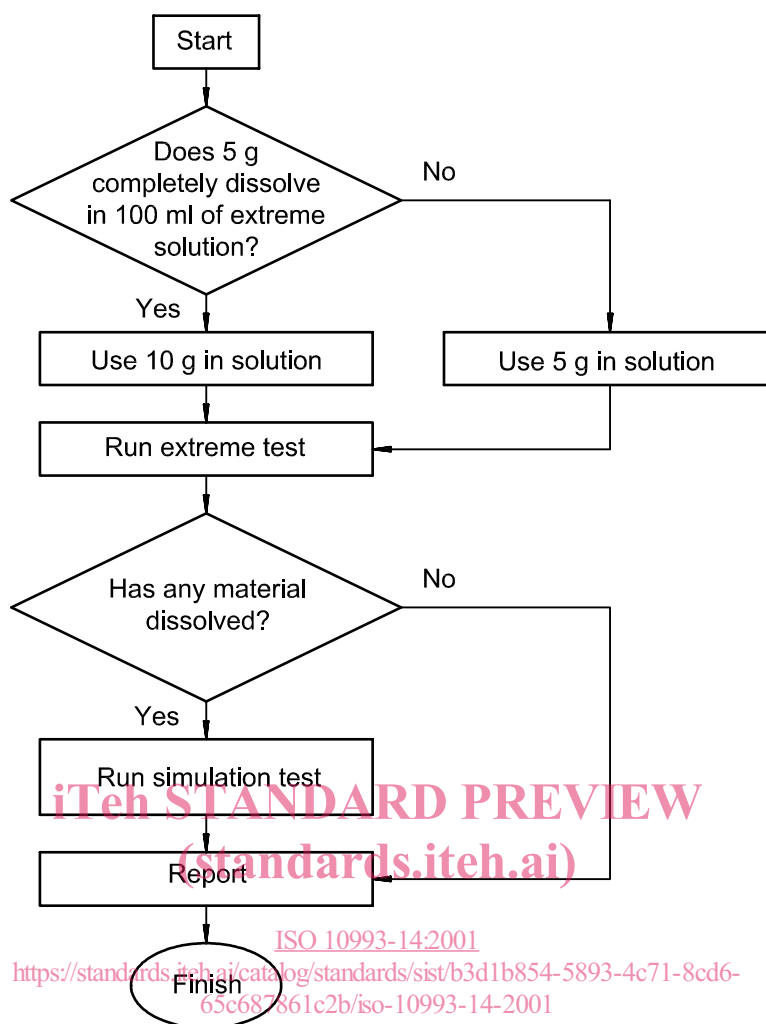 Start
Does 5 g
completely dissolve
in 100 ml of extreme
solution?
No
Yes
Use 10 g in solution
Use 5 g in solution
Run extreme test
Has any material
dissolved?
No
Yes
Run simulation test
iTeh STANDARD PREVIEW
(standards.iteh.ai)
Report
ISO 10993-14:2001
https://standards.iteh.ai/catalog/standards/sist/b3d1b854-5893-4c71-8cd6-
Finish
65c687861c2b/iso-10993-14-2001